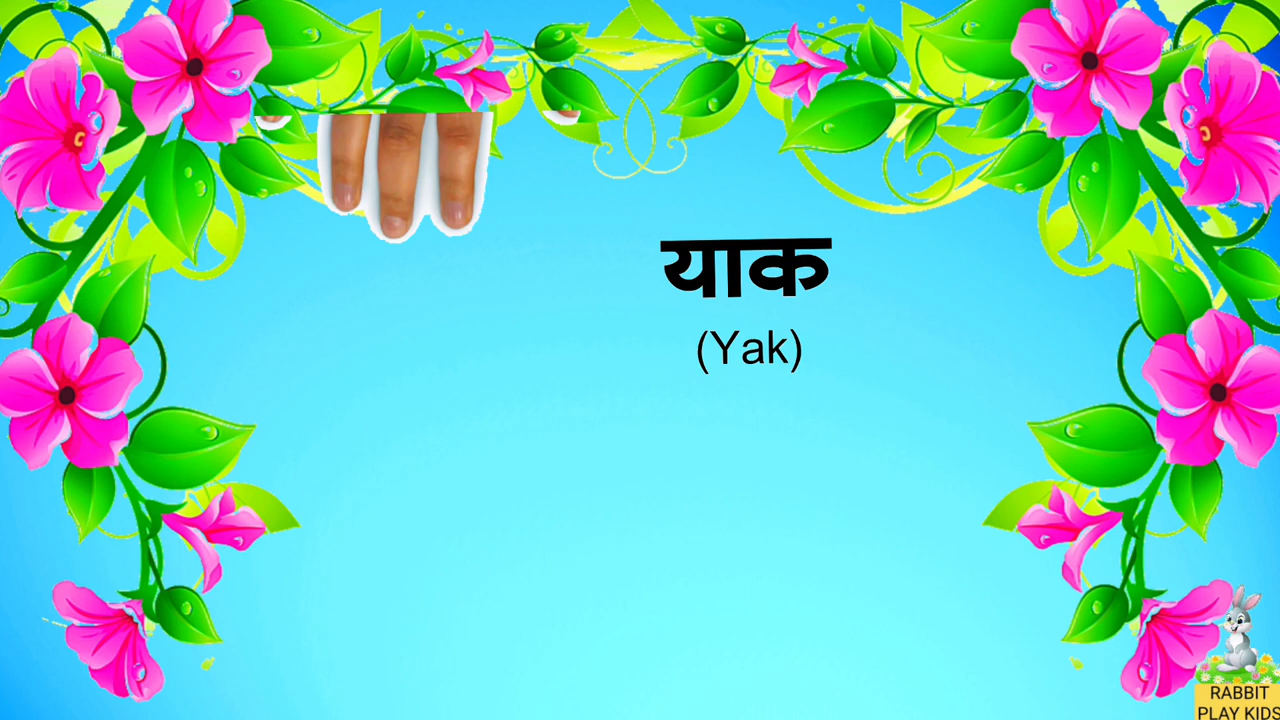 याक
(Yak)
RABBIT
PLAY KIDS